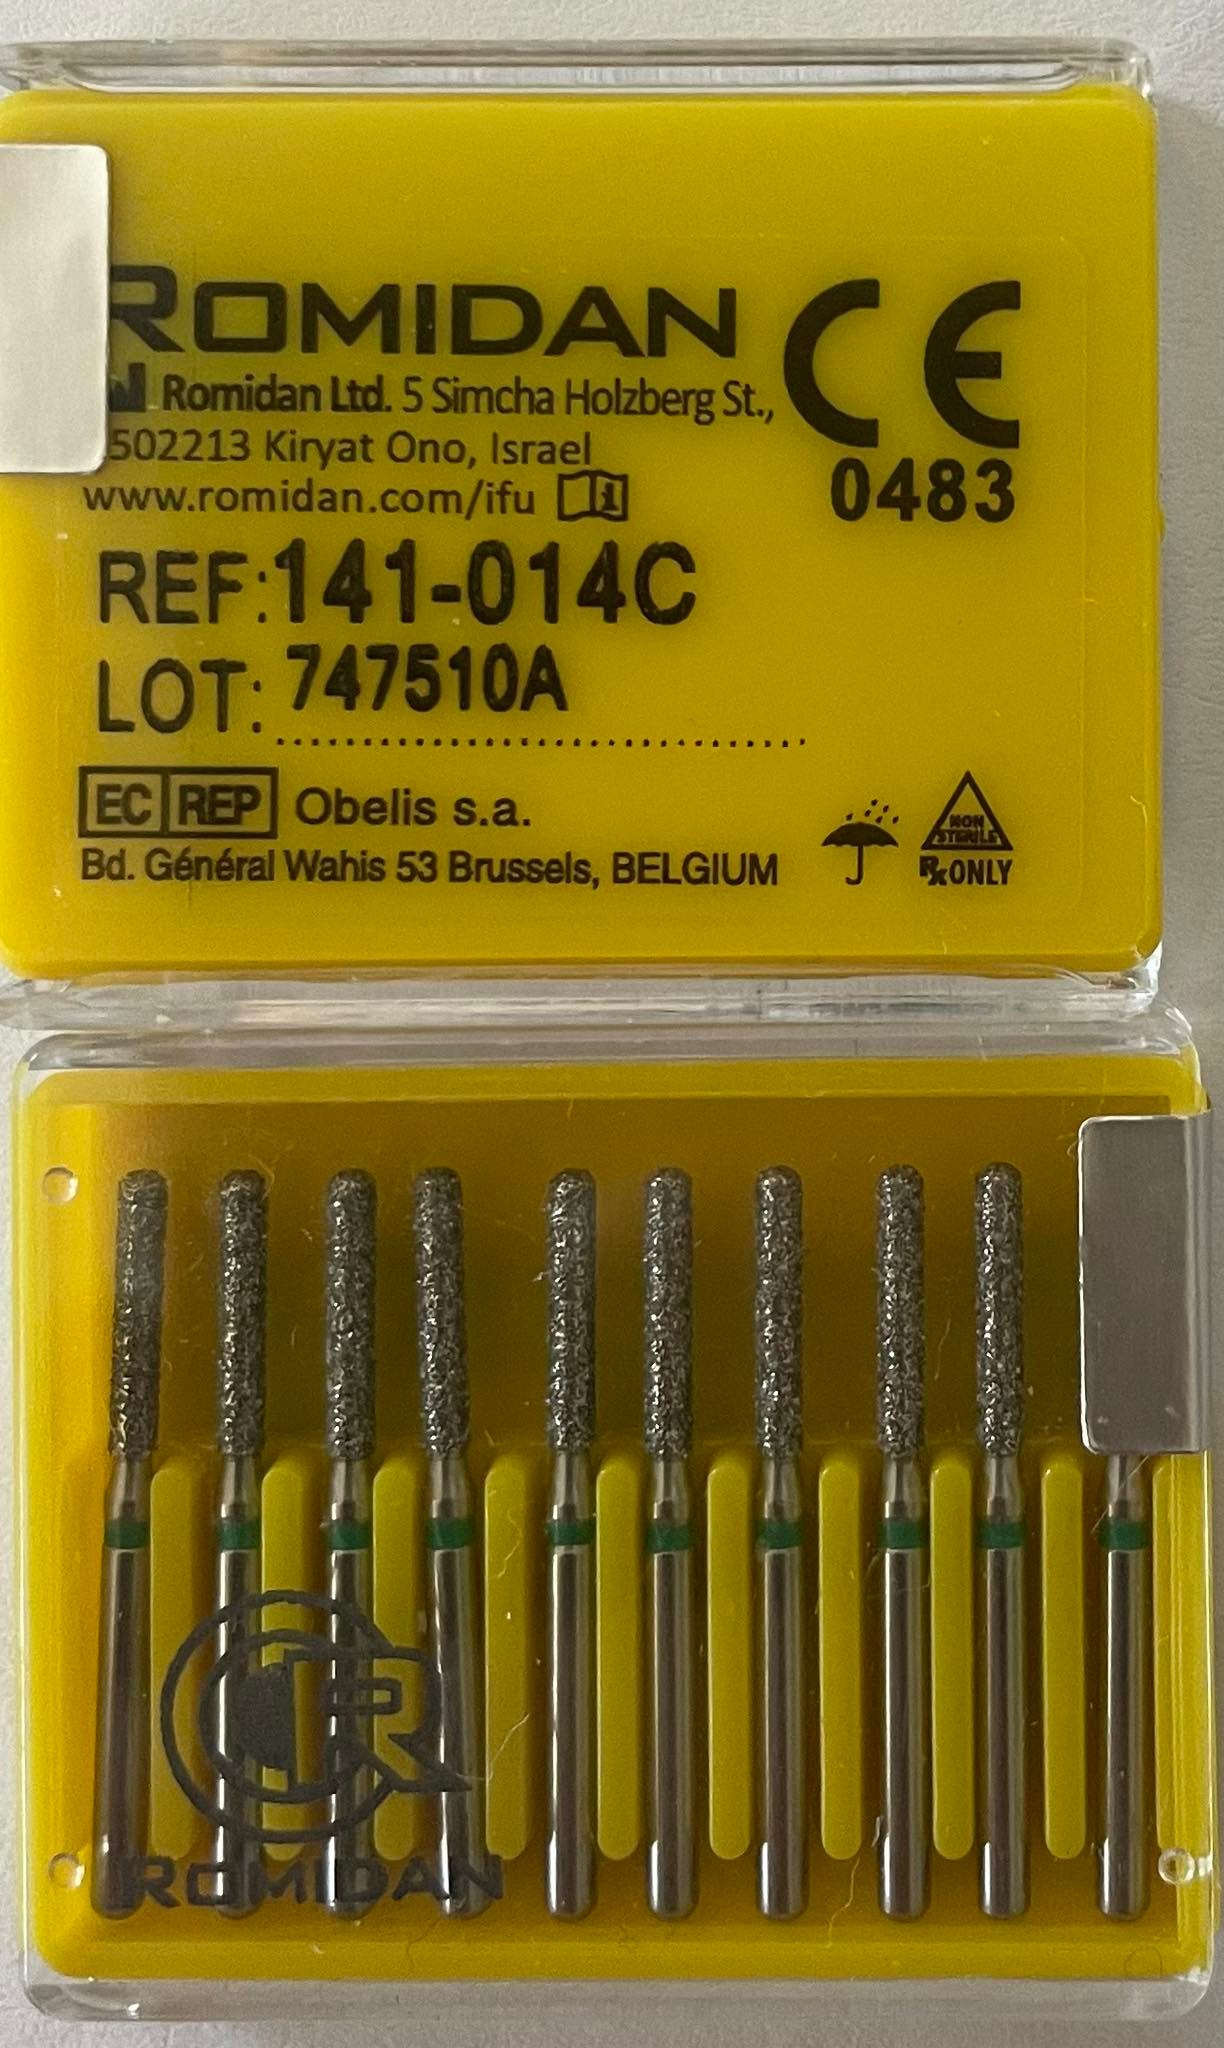 ROMIDAN
CE
Romidan Ltd. 5 Simcha Holzberg St.,
502213 Kiryat Ono, Israel
www.romidan.com/ifu
0483
REF:141-014C
LOT: 747510A
EC REP Obelis s.a.
Bd. Général Wahis 53 Brussels, BELGIUM
NON
STERILE
Rx ONLY
R
ROMIDAN